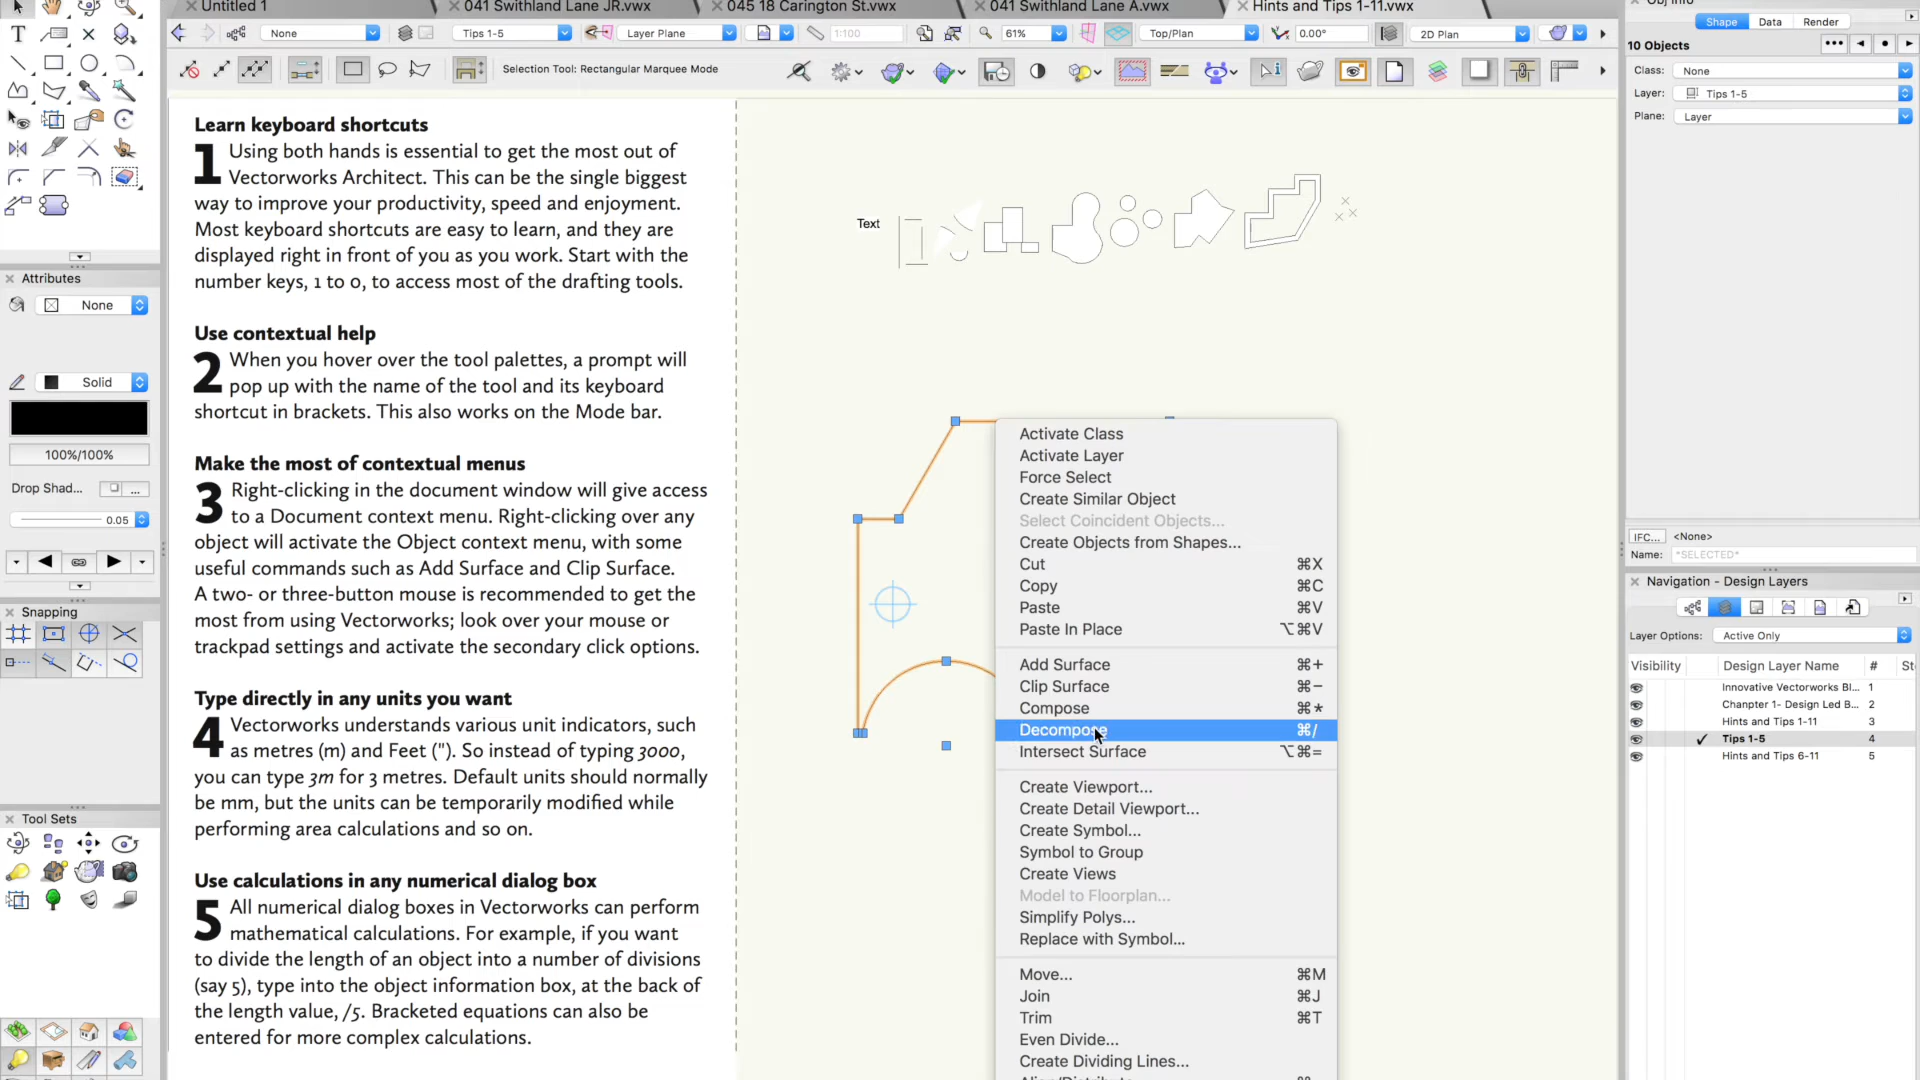 Untitled 1
041 Swithland Lane JR.vwx
045 18 Carington St.vwx
041 Swithland Lane A.vwx
Hints and Tips 1-11.vwx
None
Tips 1-5
Layer Plane
1:100
61%
Top/Plan
0.00°
2D Plan
Selection Tool: Rectangular Marquee Mode
Obj Info
Shape
Data
Render
10 Objects
Class:
None
Layer:
Tips 1-5
Plane:
Layer
IFC...
<None>
Name:
*SELECTED*
Navigation - Design Layers
Layer Options:
Active Only
Visibility
Design Layer Name
#
St
Innovative Vectorworks BI... 1
Chanpter 1- Design Led B... 2
Hints and Tips 1-11 3
Tips 1-5 4
Hints and Tips 6-11 5
Attributes
None
Solid
100%/100%
Drop Shad...
...
0.05
Snapping
Tool Sets
Learn keyboard shortcuts
1 Using both hands is essential to get the most out of
Vectorworks Architect. This can be the single biggest
way to improve your productivity, speed and enjoyment.
Most keyboard shortcuts are easy to learn, and they are
displayed right in front of you as you work. Start with the
number keys, 1 to 0, to access most of the drafting tools.
Use contextual help
2 When you hover over the tool palettes, a prompt will
pop up with the name of the tool and its keyboard
shortcut in brackets. This also works on the Mode bar.
Make the most of contextual menus
3 Right-clicking in the document window will give access
to a Document context menu. Right-clicking over any
object will activate the Object context menu, with some
useful commands such as Add Surface and Clip Surface.
A two- or three-button mouse is recommended to get the
most from using Vectorworks; look over your mouse or
trackpad settings and activate the secondary click options.
Type directly in any units you want
4 Vectorworks understands various unit indicators, such
as metres (m) and Feet ("). So instead of typing 3000,
you can type 3m for 3 metres. Default units should normally
be mm, but the units can be temporarily modified while
performing area calculations and so on.
Use calculations in any numerical dialog box
5 All numerical dialog boxes in Vectorworks can perform
mathematical calculations. For example, if you want
to divide the length of an object into a number of divisions
(say 5), type into the object information box, at the back of
the length value, /5. Bracketed equations can also be
entered for more complex calculations.
Text
Activate Class
Activate Layer
Force Select
Create Similar Object
Select Coincident Objects...
Create Objects from Shapes...
Cut ⌘X
Copy ⌘C
Paste ⌘V
Paste In Place ⌥⌘V
Add Surface ⌘+
Clip Surface ⌘−
Compose ⌘*
Decompose ⌘/
Intersect Surface ⌥⌘=
Create Viewport...
Create Detail Viewport...
Create Symbol...
Symbol to Group
Create Views
Model to Floorplan...
Simplify Polys...
Replace with Symbol...
Move... ⌘M
Join ⌘J
Trim ⌘T
Even Divide...
Create Dividing Lines...